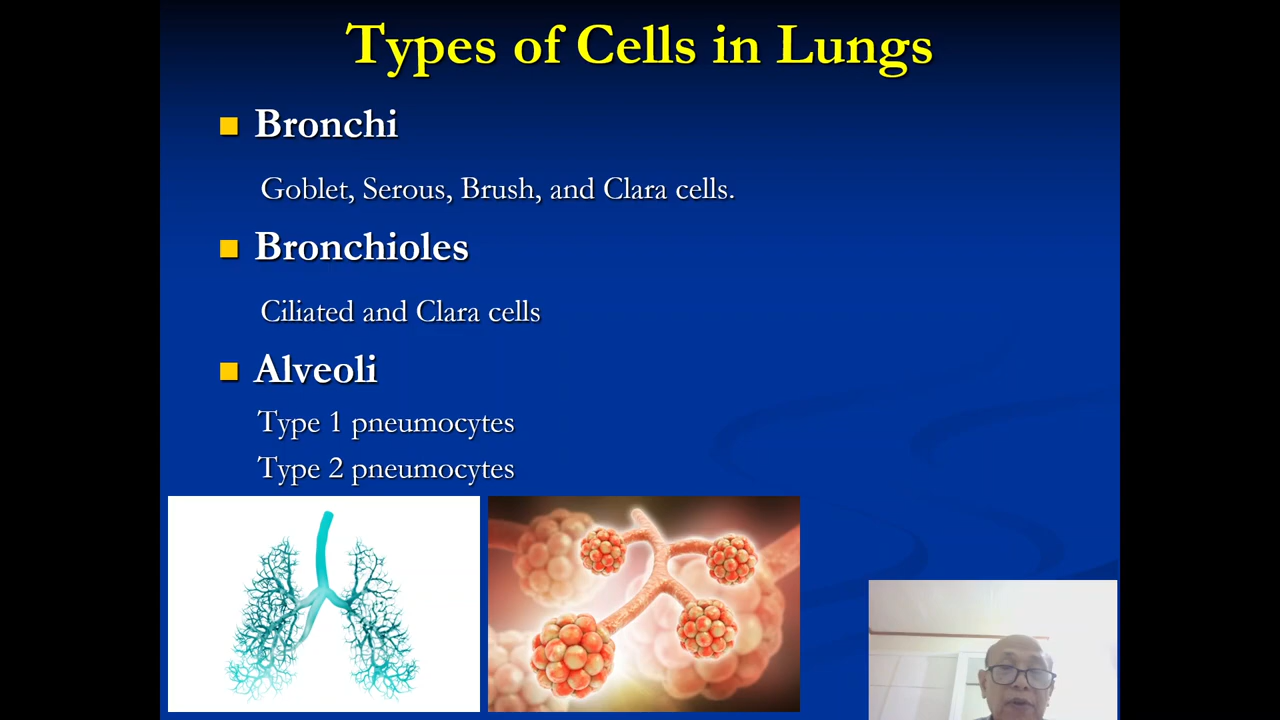 Types of Cells in Lungs
Bronchi
Goblet, Serous, Brush, and Clara cells.
Bronchioles
Ciliated and Clara cells
Alveoli
Type 1 pneumocytes
Type 2 pneumocytes